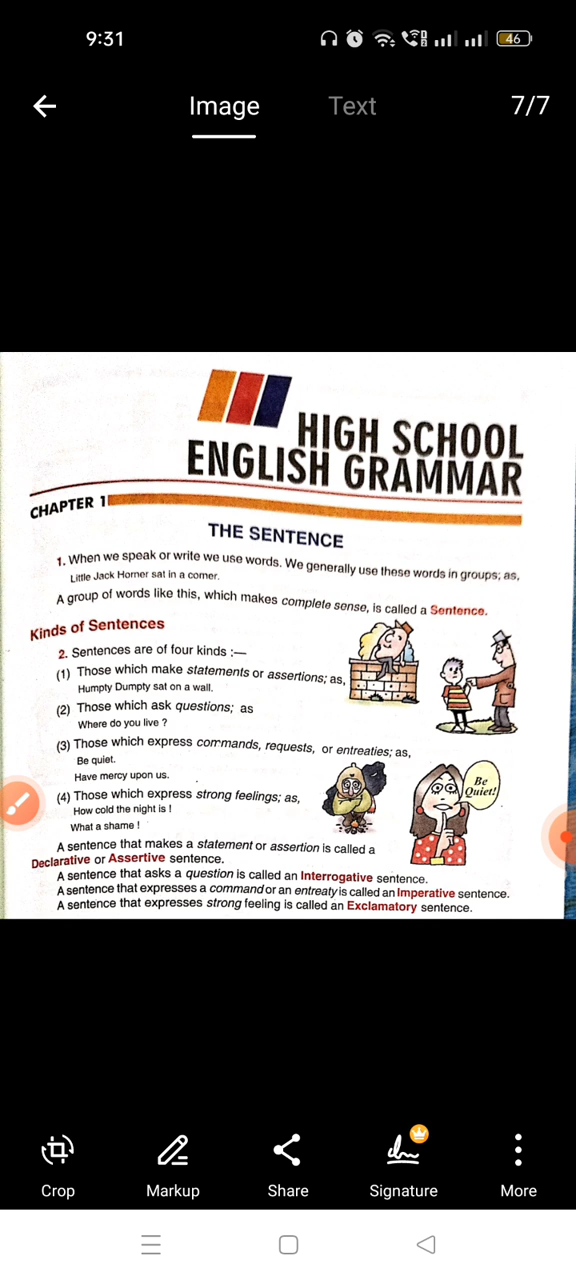 9:31
46
Image Text 7/7
HIGH SCHOOL
ENGLISH GRAMMAR
CHAPTER 1
THE SENTENCE
1. When we speak or write we use words. We generally use these words in groups; as,
Little Jack Horner sat in a corner.
A group of words like this, which makes complete sense, is called a Sentence.
Kinds of Sentences
2. Sentences are of four kinds :—
(1) Those which make statements or assertions; as,
Humpty Dumpty sat on a wall.
(2) Those which ask questions; as
Where do you live ?
(3) Those which express commands, requests, or entreaties; as,
Be quiet.
Have mercy upon us.
(4) Those which express strong feelings; as,
How cold the night is !
What a shame !
Be
Quiet!
A sentence that makes a statement or assertion is called a
Declarative or Assertive sentence.
A sentence that asks a question is called an Interrogative sentence.
A sentence that expresses a command or an entreaty is called an Imperative sentence.
A sentence that expresses strong feeling is called an Exclamatory sentence.
Crop Markup Share Signature More